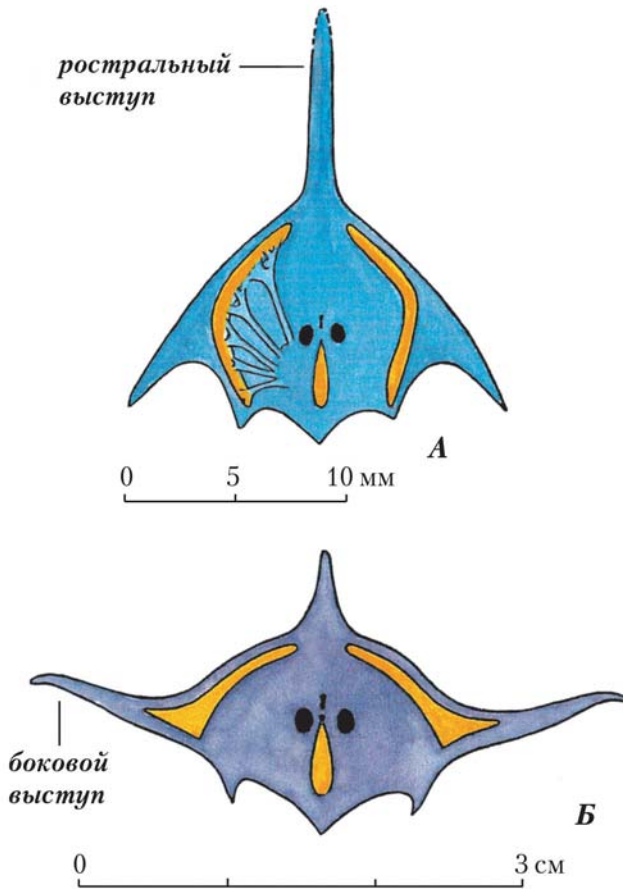 ростральный
выступ
А
0 5 10 мм
боковой
выступ
Б
0 3 см